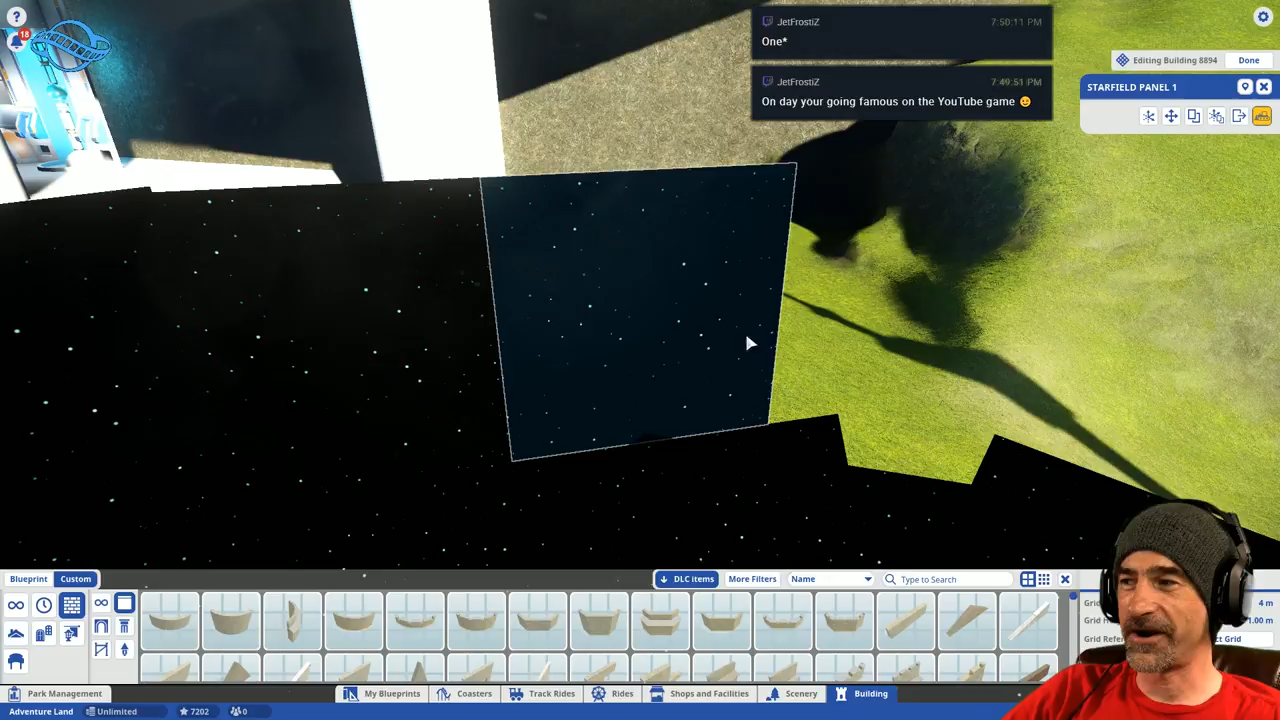 ?
18
JetFrostiZ 7:50:11 PM
One*
JetFrostiZ 7:49:51 PM
On day your going famous on the YouTube game 😉
Editing Building 8894 Done
STARFIELD PANEL 1
Blueprint Custom DLC items More Filters Name Type to Search
4 m
1.00 m
Park Management My Blueprints Coasters Track Rides Rides Shops and Facilities Scenery Building
Adventure Land Unlimited 7202 0